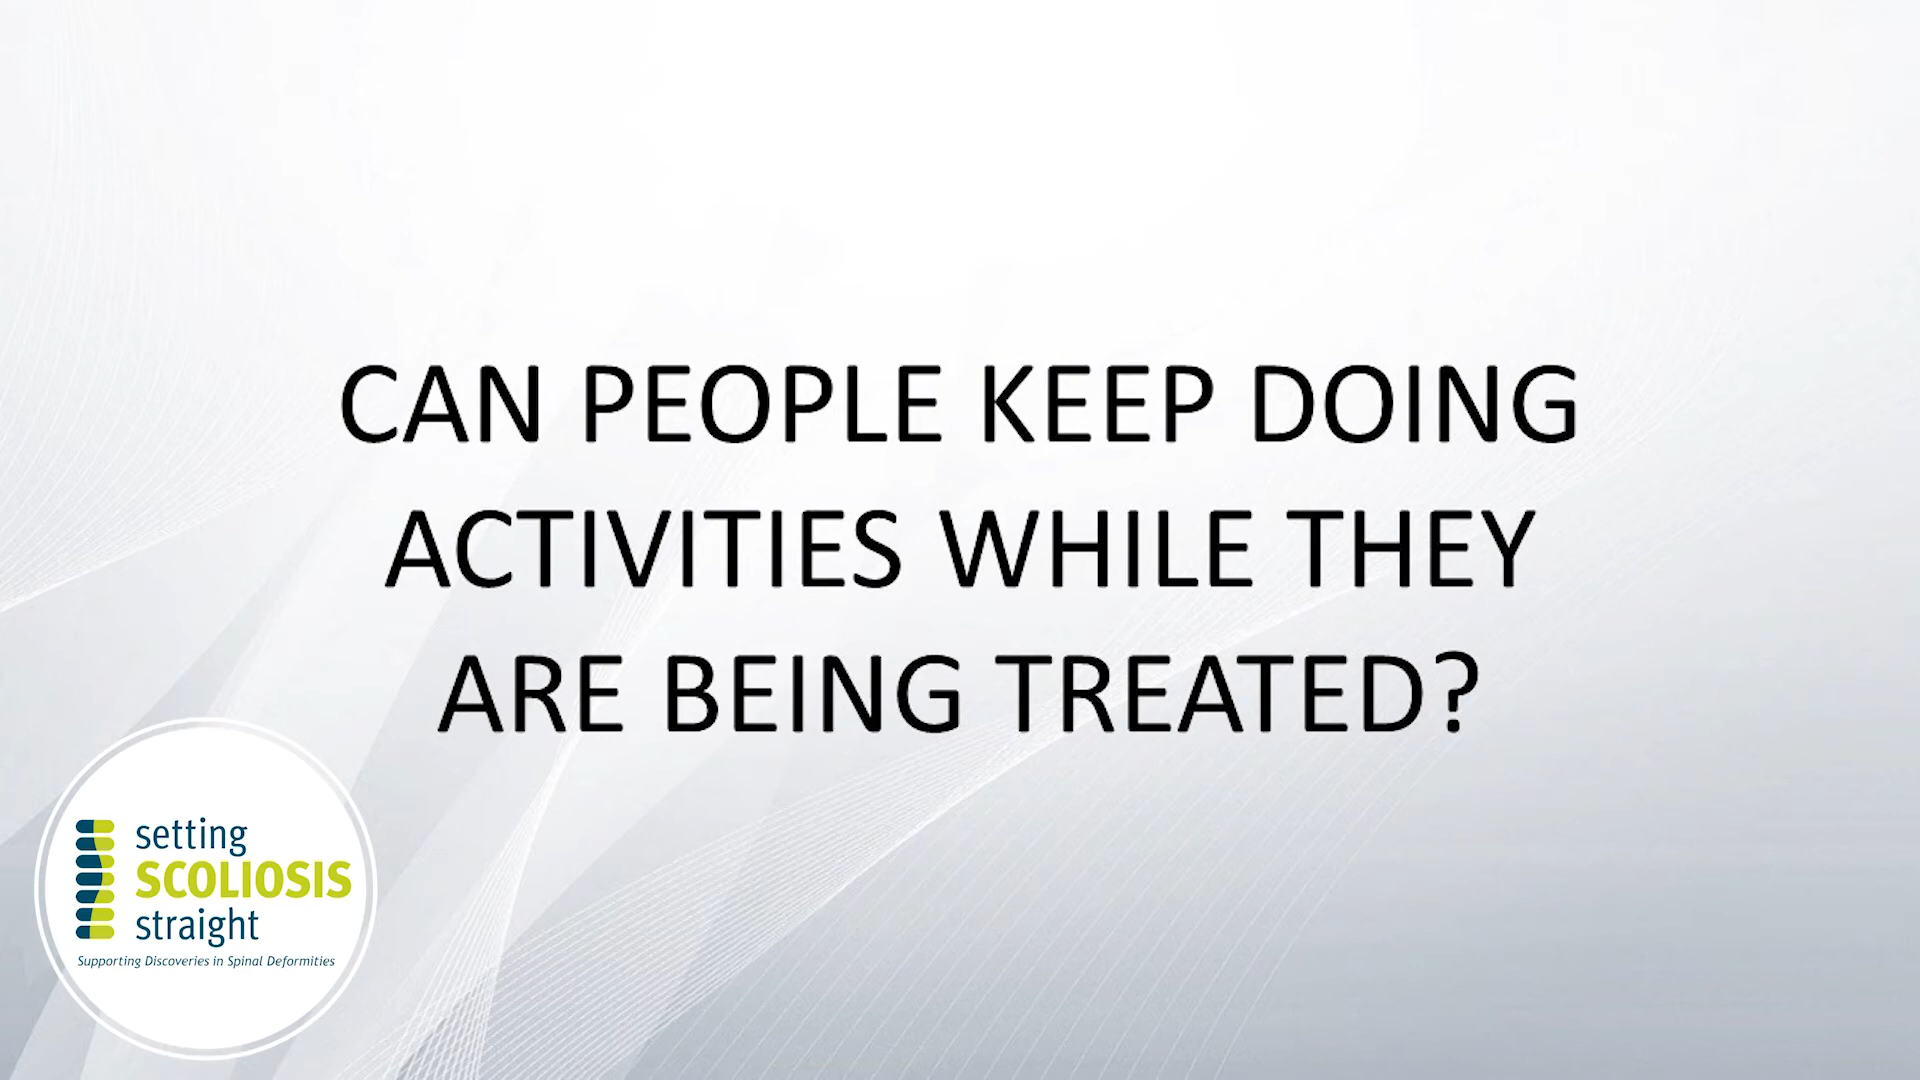 CAN PEOPLE KEEP DOING
ACTIVITIES WHILE THEY
ARE BEING TREATED?
setting
SCOLIOSIS
straight
Supporting Discoveries in Spinal Deformities